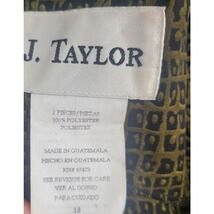 J. TAYLOR
2 PIECES/PIEZAS
100% POLYESTER
POLIESTER
MADE IN GUATEMALA
HECHO EN GUATEMALA
SEE REVERSE FOR CARE
VER AL DORSO
PARA CUIDADO
18